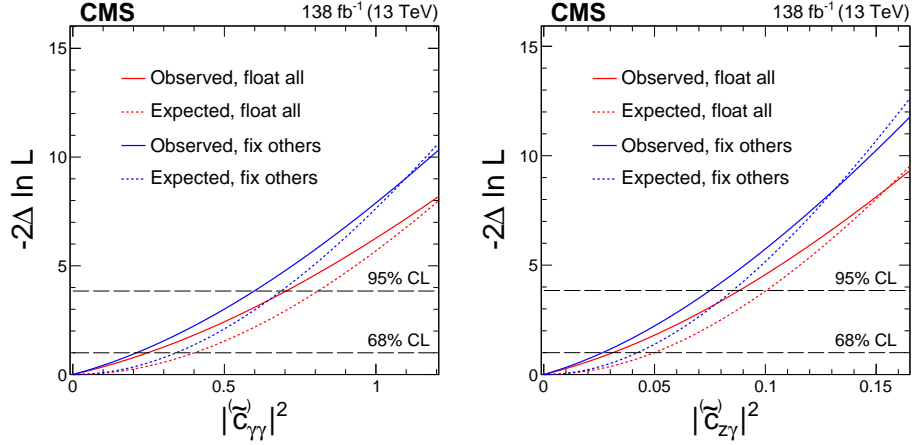 CMS 138 fb⁻¹ (13 TeV)
-2Δ ln L
15
10
5
0
Observed, float all
Expected, float all
Observed, fix others
Expected, fix others
95% CL
68% CL
0 0.5 1
|(~)c_γγ|²
CMS 138 fb⁻¹ (13 TeV)
-2Δ ln L
15
10
5
0
Observed, float all
Expected, float all
Observed, fix others
Expected, fix others
95% CL
68% CL
0 0.05 0.1 0.15
|(~)c_zγ|²